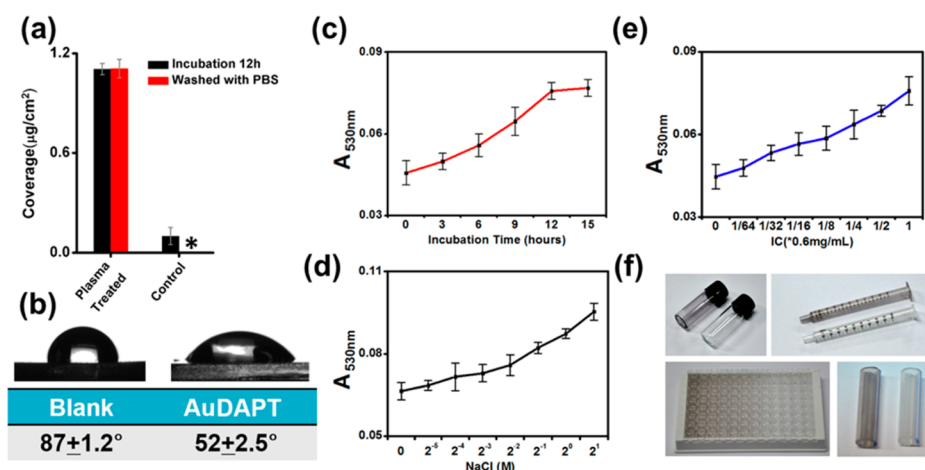 (a)
1.2
0.6
0.0
Coverage(μg/cm²)
Incubation 12h
Washed with PBS
*
Plasma
Treated
Control
(b)
Blank
AuDAPT
87±1.2°
52±2.5°
(c)
0.09
0.06
0.03
A 530nm
0 3 6 9 12 15
Incubation Time (hours)
(d)
0.11
0.08
0.05
A 530nm
0 2⁻⁵ 2⁻⁴ 2⁻³ 2⁻² 2⁻¹ 2⁰ 2¹
NaCl (M)
(e)
0.09
0.06
0.03
A 530nm
0 1/64 1/32 1/16 1/8 1/4 1/2 1
IC(*0.6mg/mL)
(f)